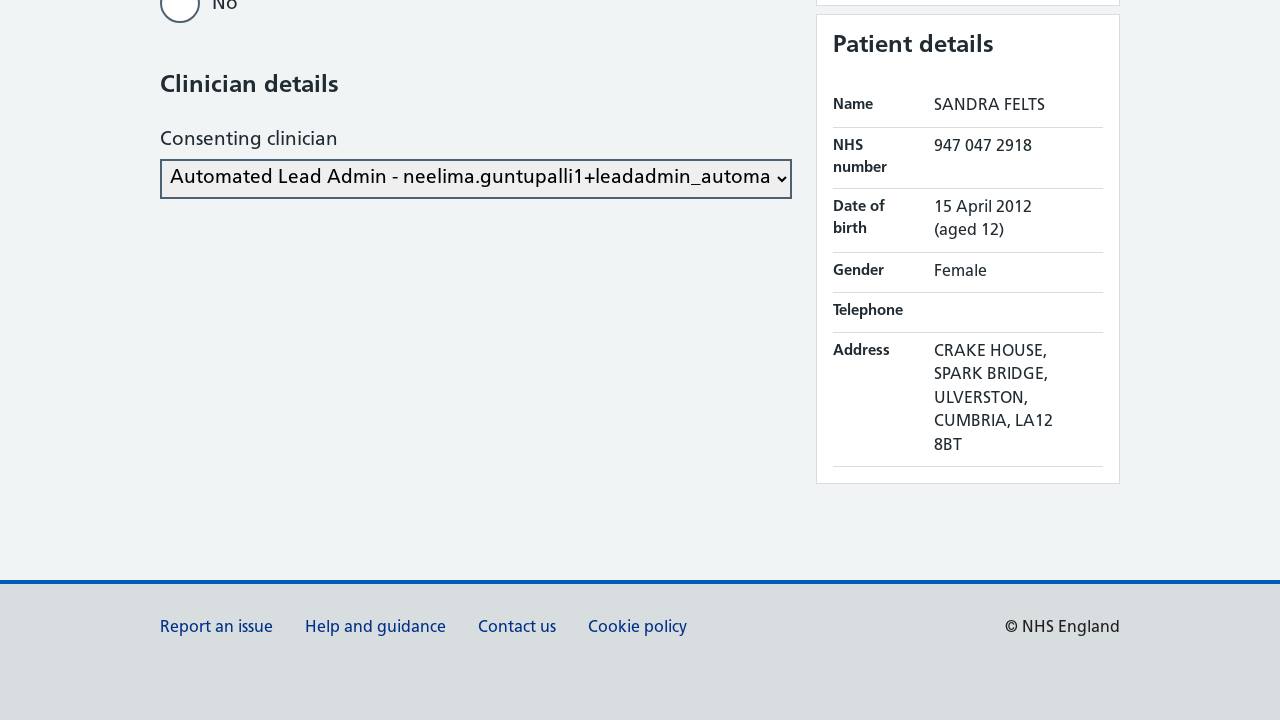 No
Clinician details
Consenting clinician
Automated Lead Admin - neelima.guntupalli1+leadadmin_automa
Patient details
Name SANDRA FELTS
NHS number 947 047 2918
Date of birth 15 April 2012 (aged 12)
Gender Female
Telephone
Address CRAKE HOUSE,
SPARK BRIDGE,
ULVERSTON,
CUMBRIA, LA12
8BT
Report an issue Help and guidance Contact us Cookie policy © NHS England